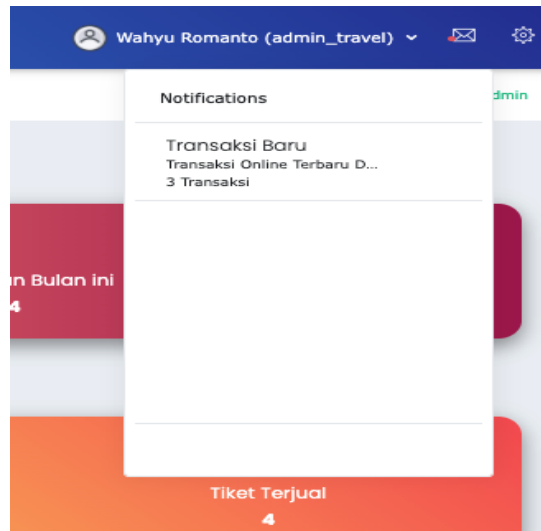 Wahyu Romanto (admin_travel)
Notifications
dmin
Transaksi Baru
Transaksi Online Terbaru D...
3 Transaksi
n Bulan ini
4
Tiket Terjual
4